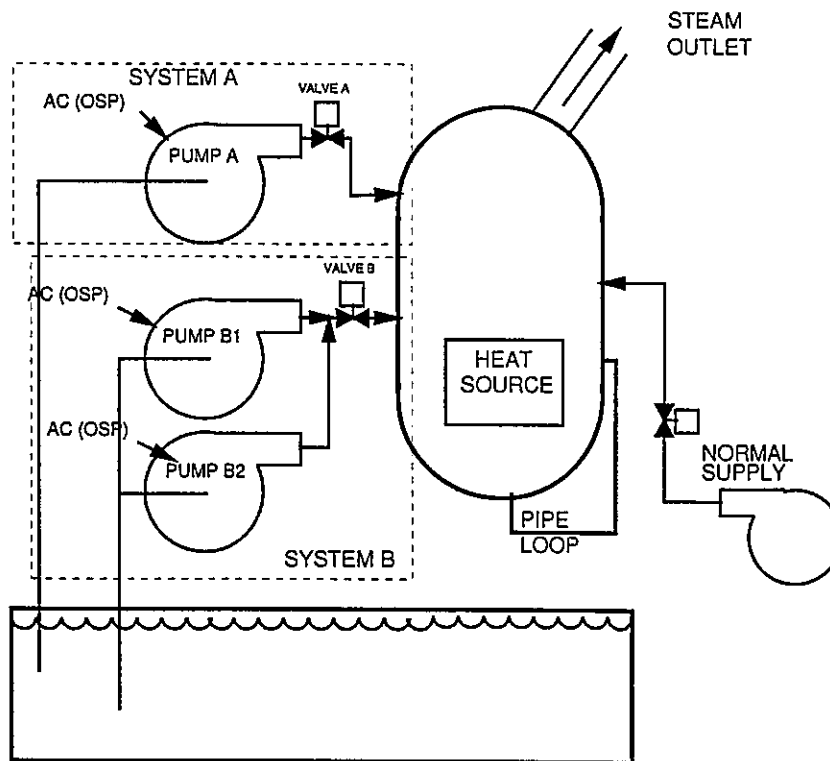 STEAM
OUTLET
SYSTEM A
VALVE A
AC (OSP)
PUMP A
VALVE B
AC (OSP)
PUMP B1
HEAT
SOURCE
AC (OSP)
PUMP B2
NORMAL
SUPPLY
PIPE
LOOP
SYSTEM B